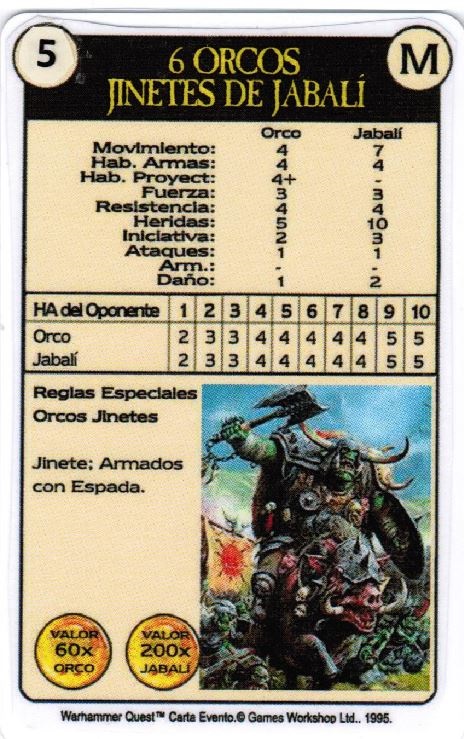 5
M
6 ORCOS
JINETES DE JABALÍ
Orco Jabalí
Movimiento: 4 7
Hab. Armas: 4 4
Hab. Proyect: 4+ -
Fuerza: 3 3
Resistencia: 4 4
Heridas: 5 10
Iniciativa: 2 3
Ataques: 1 1
Arm.: - -
Daño: 1 2
HA del Oponente 1 2 3 4 5 6 7 8 9 10
Orco 2 3 3 4 4 4 4 4 5 5
Jabalí 2 3 3 4 4 4 4 4 5 5
Reglas Especiales
Orcos Jinetes
Jinete; Armados
con Espada.
VALOR
60x
ORCO
VALOR
200x
JABALÍ
Warhammer Quest™ Carta Evento.© Games Workshop Ltd.. 1995.